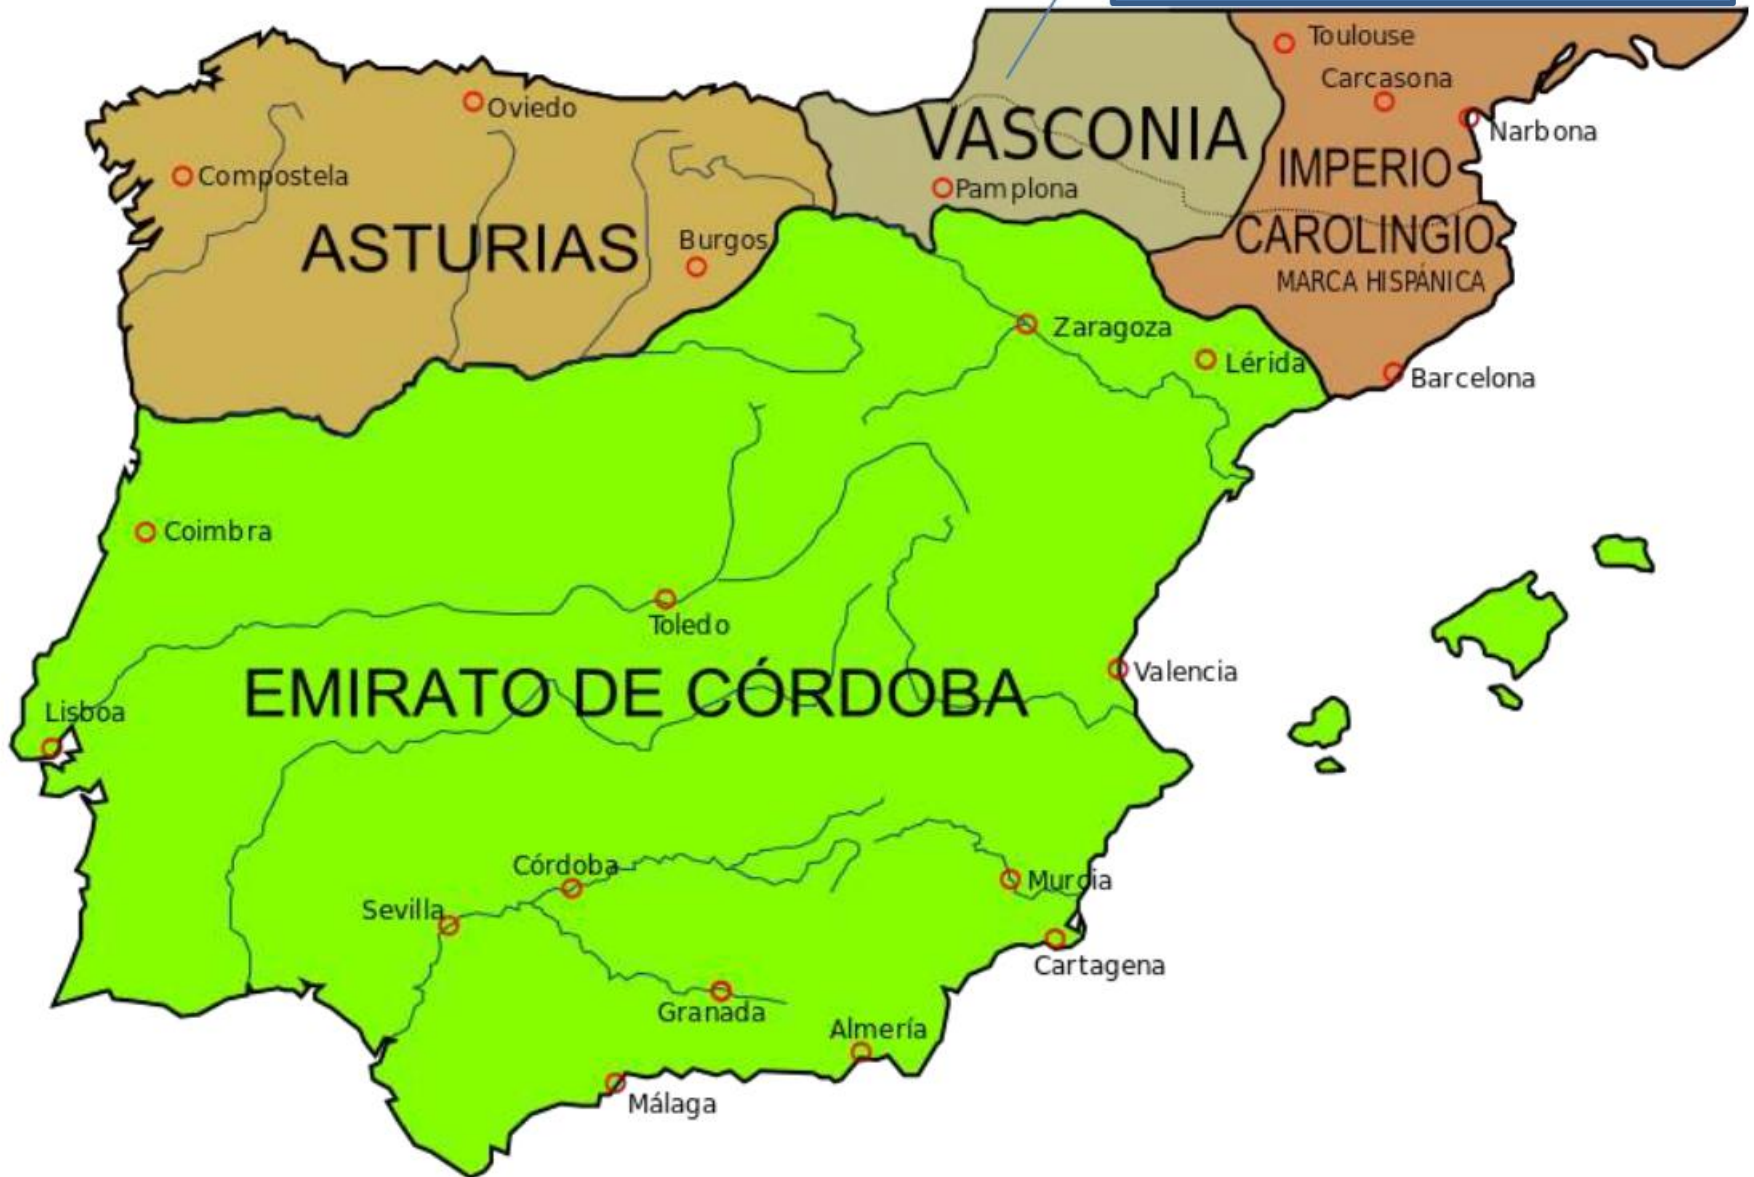 Toulouse
Carcasona
Narbona
Oviedo
VASCONIA
IMPERIO
Compostela
Pamplona
ASTURIAS
Burgos
CAROLINGIO
MARCA HISPÁNICA
Zaragoza
Lérida
Barcelona
Coimbra
Toledo
Valencia
EMIRATO DE CÓRDOBA
Lisboa
Córdoba
Murcia
Sevilla
Cartagena
Granada
Almería
Málaga